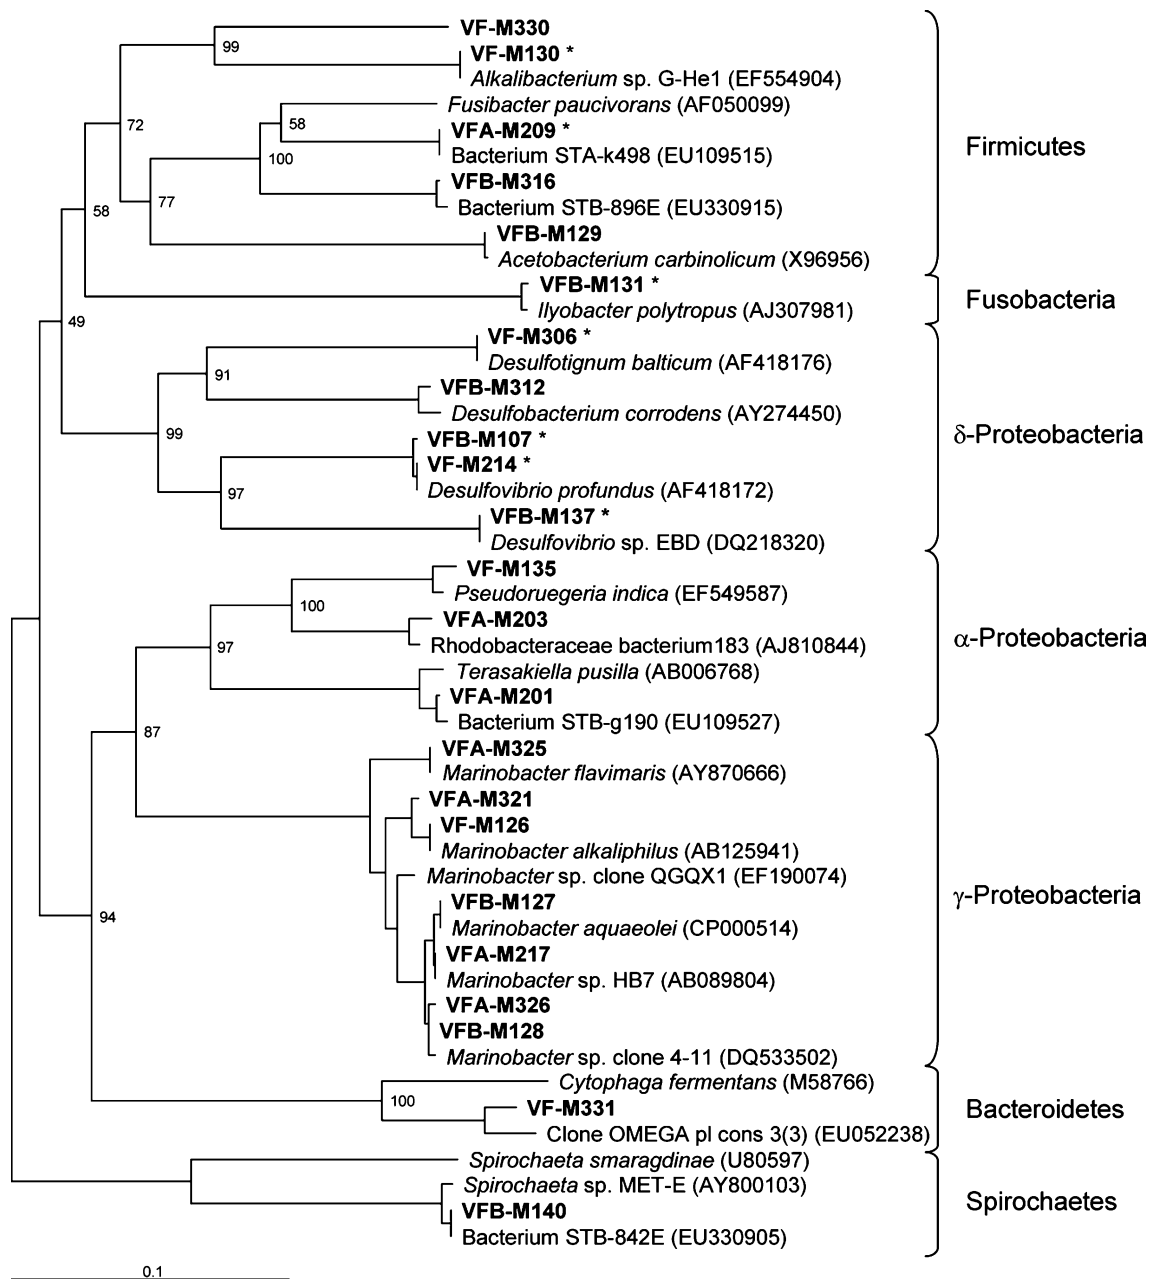 VF-M330
99
VF-M130 *
Alkalibacterium sp. G-He1 (EF554904)
Fusibacter paucivorans (AF050099)
58
72
VFA-M209 *
Bacterium STA-k498 (EU109515)
100
Firmicutes
VFB-M316
77
Bacterium STB-896E (EU330915)
58
VFB-M129
Acetobacterium carbinolicum (X96956)
VFB-M131 *
Fusobacteria
Ilyobacter polytropus (AJ307981)
49
VF-M306 *
Desulfotignum balticum (AF418176)
91
VFB-M312
Desulfobacterium corrodens (AY274450)
99
δ-Proteobacteria
VFB-M107 *
VF-M214 *
97
Desulfovibrio profundus (AF418172)
VFB-M137 *
Desulfovibrio sp. EBD (DQ218320)
VF-M135
Pseudoruegeria indica (EF549587)
100
VFA-M203
α-Proteobacteria
Rhodobacteraceae bacterium183 (AJ810844)
97
Terasakiella pusilla (AB006768)
VFA-M201
Bacterium STB-g190 (EU109527)
87
VFA-M325
Marinobacter flavimaris (AY870666)
VFA-M321
VF-M126
Marinobacter alkaliphilus (AB125941)
Marinobacter sp. clone QGQX1 (EF190074)
γ-Proteobacteria
VFB-M127
94
Marinobacter aquaeolei (CP000514)
VFA-M217
Marinobacter sp. HB7 (AB089804)
VFA-M326
VFB-M128
Marinobacter sp. clone 4-11 (DQ533502)
Cytophaga fermentans (M58766)
100
VF-M331
Bacteroidetes
Clone OMEGA pl cons 3(3) (EU052238)
Spirochaeta smaragdinae (U80597)
Spirochaeta sp. MET-E (AY800103)
Spirochaetes
VFB-M140
Bacterium STB-842E (EU330905)
0.1